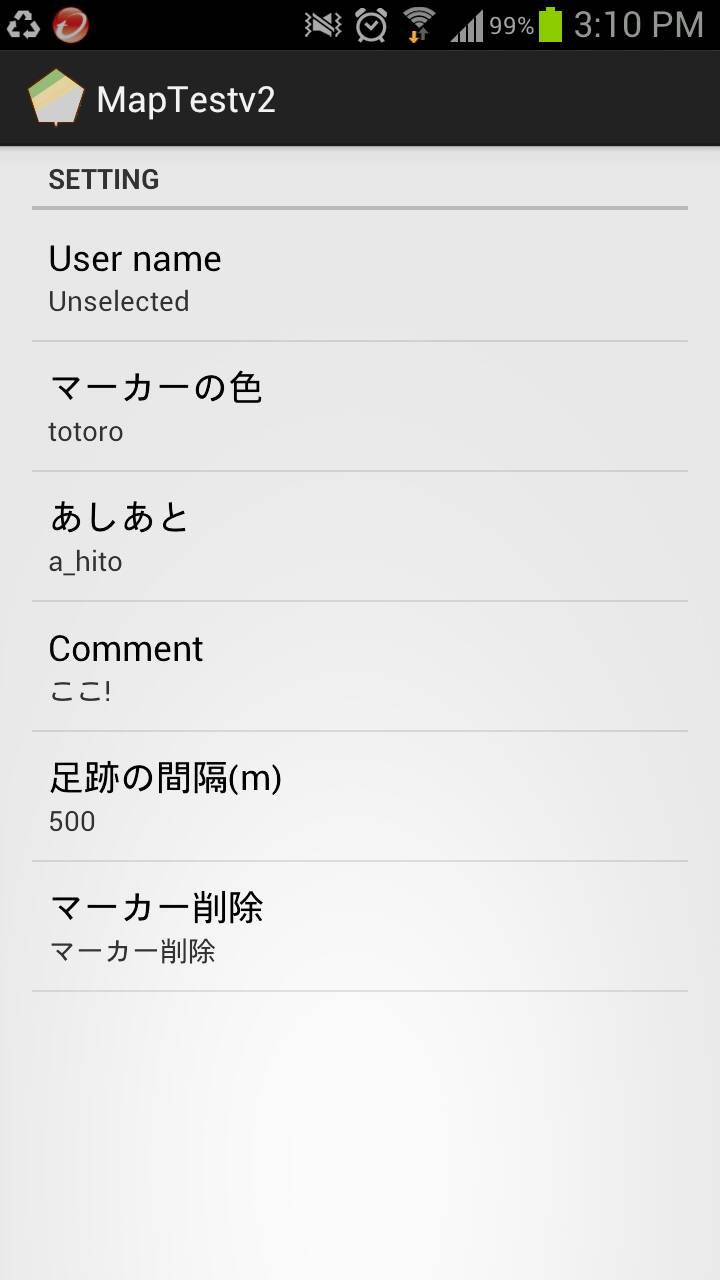 99% 3:10 PM
MapTestv2
SETTING
User name
Unselected
マーカーの色
totoro
あしあと
a_hito
Comment
ここ!
足跡の間隔(m)
500
マーカー削除
マーカー削除